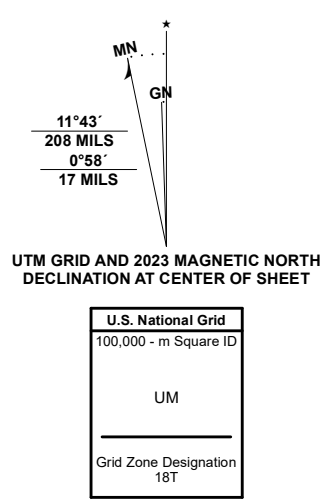 MN
GN
11°43´
208 MILS
0°58´
17 MILS
UTM GRID AND 2023 MAGNETIC NORTH
DECLINATION AT CENTER OF SHEET
U.S. National Grid
100,000 - m Square ID
UM
Grid Zone Designation
18T